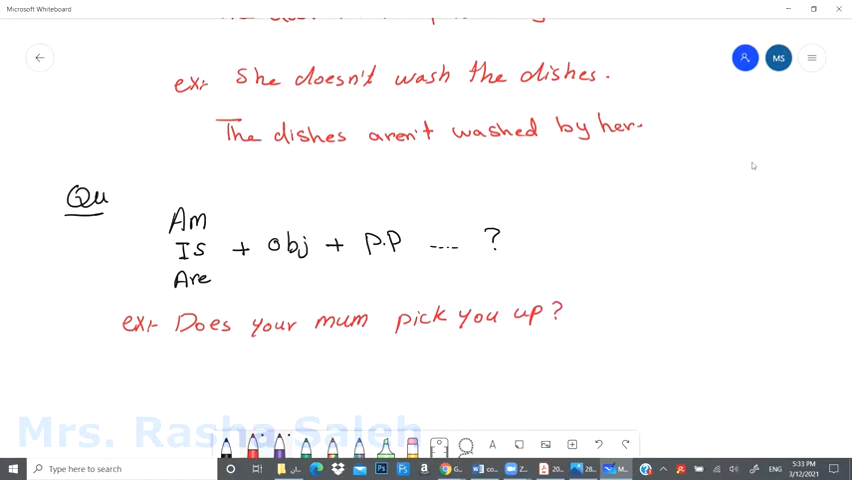 Microsoft Whiteboard
ex:- She doesn't wash the dishes.
MS
The dishes aren't washed by her.
Qu
Am
Is + obj + P.P .... ?
Are
ex:- Does your mum pick you up?
Mrs. Rasha Saleh
Type here to search
5:33 PM
3/12/2021